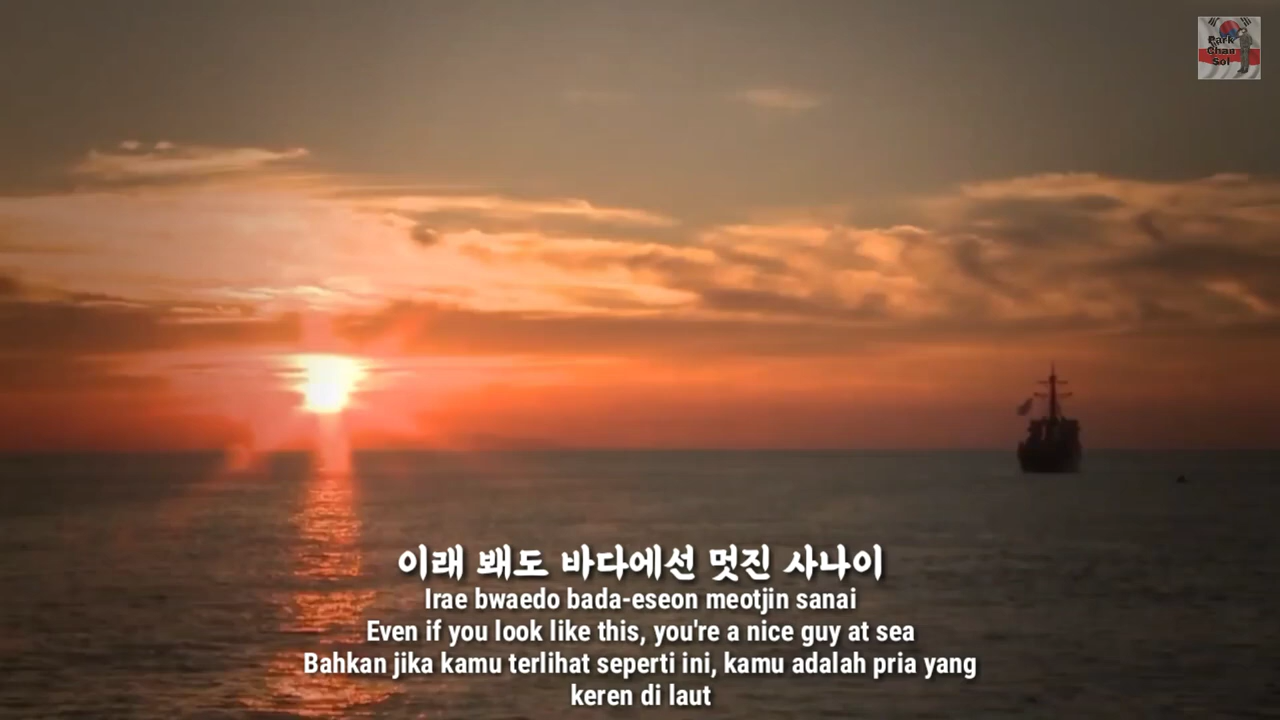 Park
Chan
Sol
이래 봬도 바다에선 멋진 사나이
Irae bwaedo bada-eseon meotjin sanai
Even if you look like this, you're a nice guy at sea
Bahkan jika kamu terlihat seperti ini, kamu adalah pria yang
keren di laut